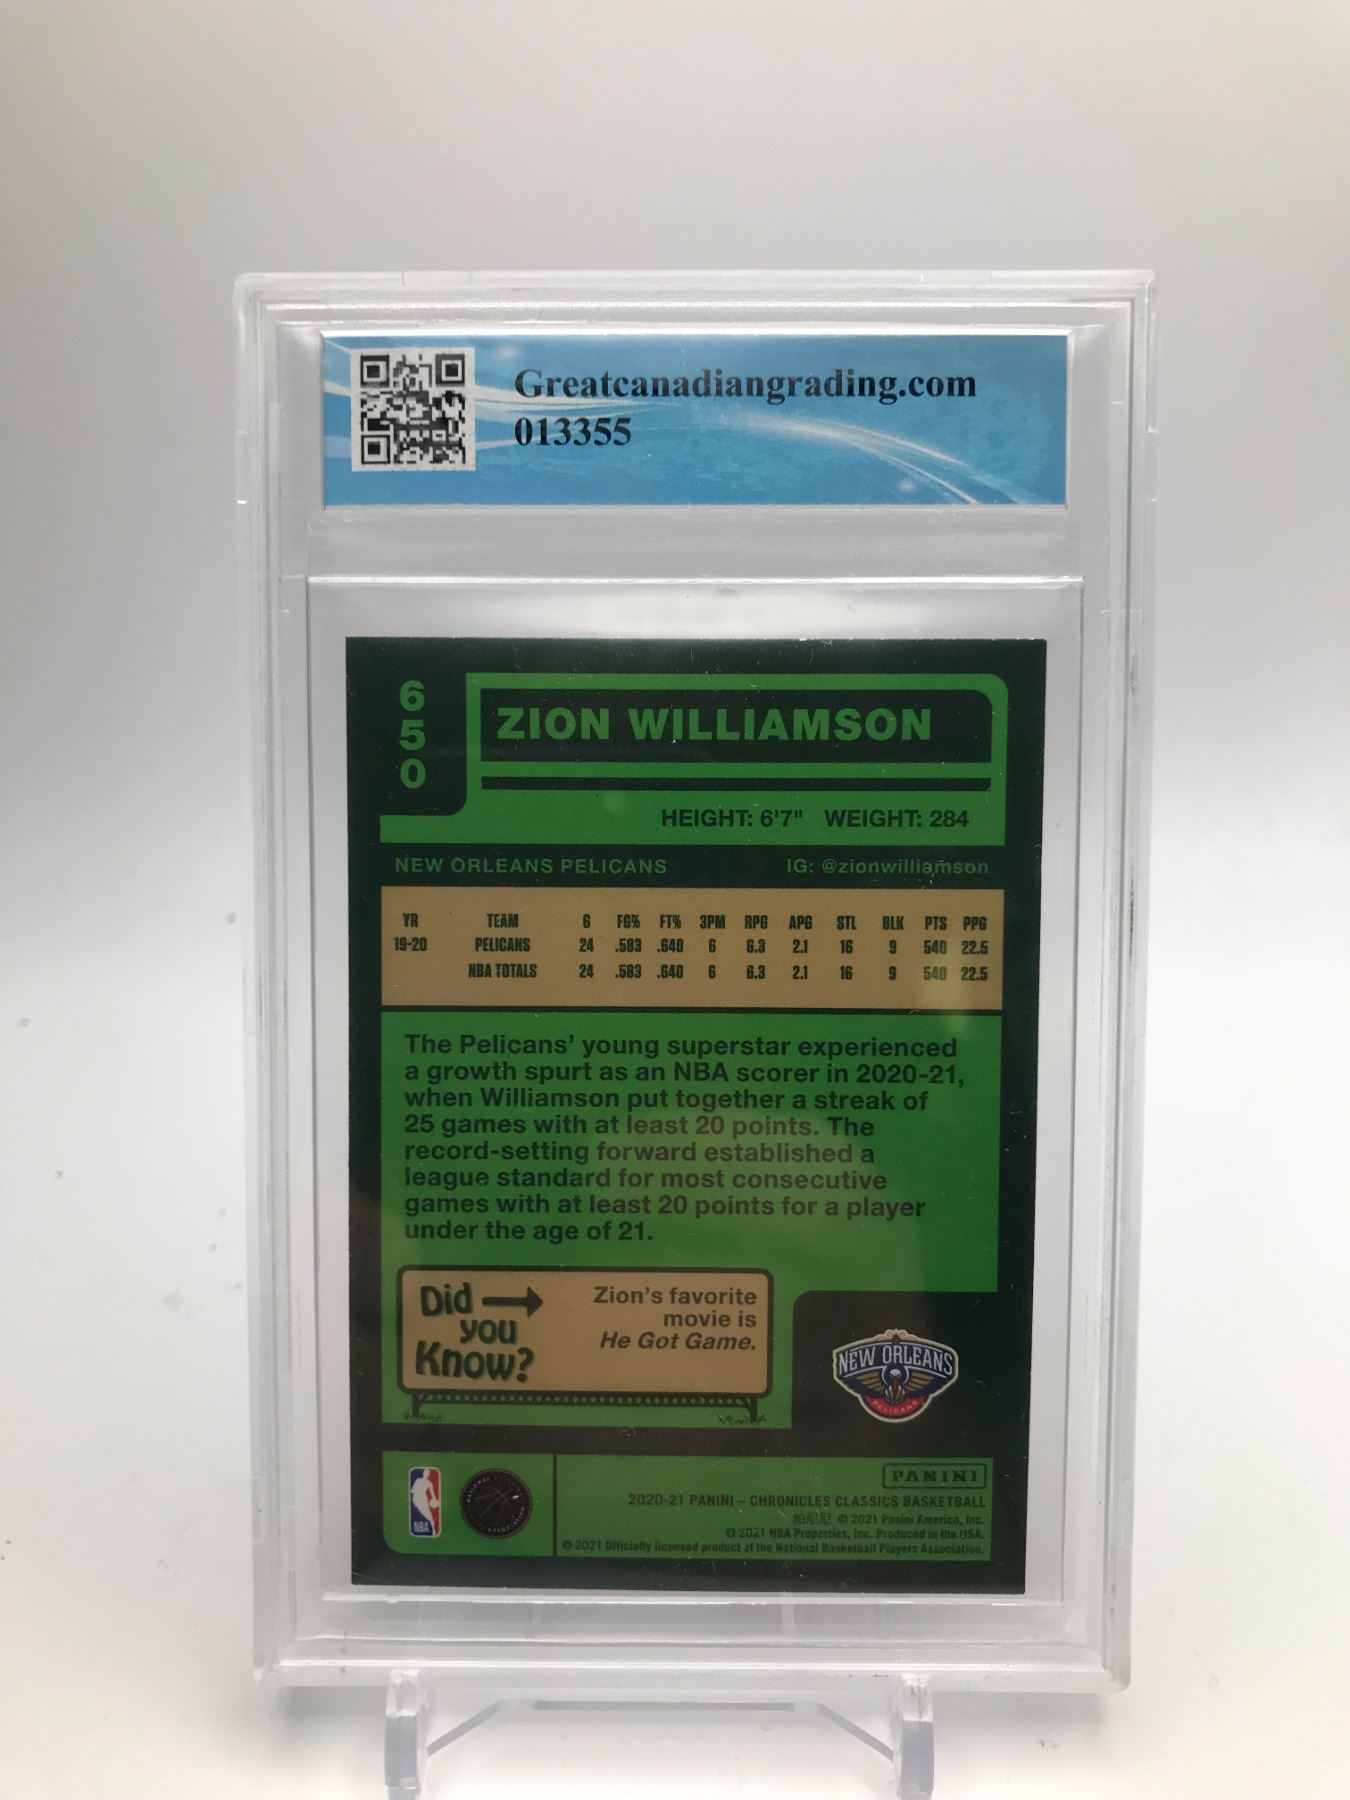 Greatcanadiangrading.com
013355
650
ZION WILLIAMSON
HEIGHT: 6'7" WEIGHT: 284
NEW ORLEANS PELICANS IG: @zionwilliamson
YR TEAM G FG% FT% 3PM RPG APG STL BLK PTS PPG
19-20 PELICANS 24 .583 .640 6 6.3 2.1 16 9 540 22.5
NBA TOTALS 24 .583 .640 6 6.3 2.1 16 9 540 22.5
The Pelicans' young superstar experienced
a growth spurt as an NBA scorer in 2020-21,
when Williamson put together a streak of
25 games with at least 20 points. The
record-setting forward established a
league standard for most consecutive
games with at least 20 points for a player
under the age of 21.
Did
you
Know?
Zion's favorite
movie is
He Got Game.
NEW ORLEANS
PELICANS
NBA
PANINI
2020-21 PANINI – CHRONICLES CLASSICS BASKETBALL
帕尼尼 © 2021 Panini America, Inc.
© 2021 NBA Properties, Inc. Produced in the USA.
© 2021 Officially licensed product of the National Basketball Players Association.